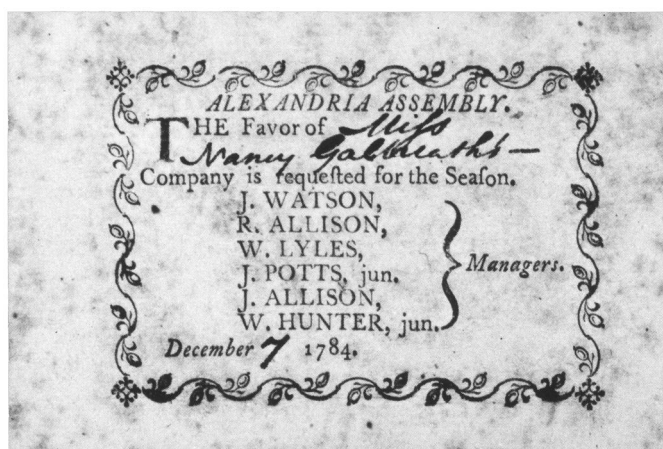 ALEXANDRIA ASSEMBLY.
THE Favor of Miſs
Nancy Galbreath's —
Company is requeſted for the Seaſon.
J. WATSON,
R. ALLISON,
W. LYLES,
J. POTTS, jun.
J. ALLISON,
W. HUNTER, jun.
Managers.
December 7 1784.